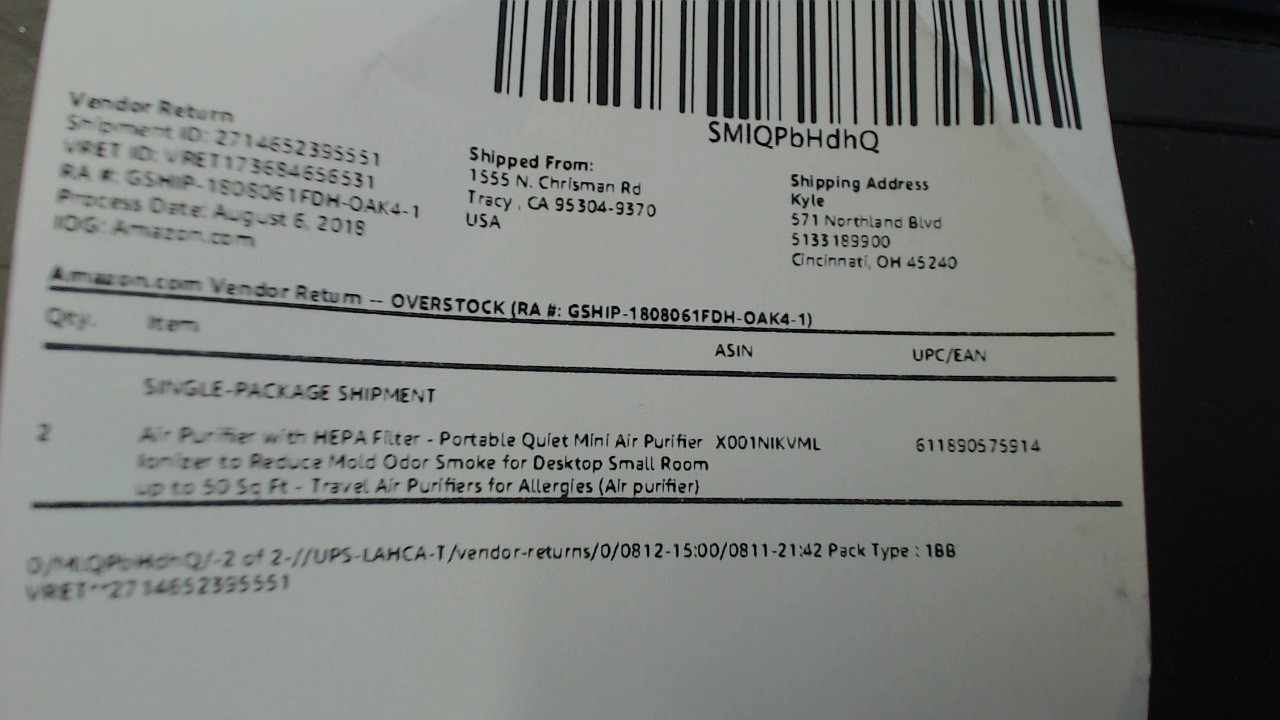 SMIQPbHdhQ
Vendor Return
Shipment ID: 2714652395551
VRET ID: VRET173684656531
RA #: GSHIP-1808061FDH-OAK4-1
Process Date: August 6, 2018
IOG: Amazon.com
Shipped From:
1555 N. Chrisman Rd
Tracy , CA 95304-9370
USA
Shipping Address
Kyle
571 Northland Blvd
5133189900
Cincinnati, OH 45240
Amazon.com Vendor Return -- OVERSTOCK (RA #: GSHIP-1808061FDH-OAK4-1)
Qty. Item ASIN UPC/EAN
SINGLE-PACKAGE SHIPMENT
2 Air Purifier with HEPA Filter - Portable Quiet Mini Air Purifier X001NIKVML 611890575914
Ionizer to Reduce Mold Odor Smoke for Desktop Small Room
up to 50 Sq Ft - Travel Air Purifiers for Allergies (Air purifier)
0/MIQPbHdhQ/-2 of 2-//UPS-LAHCA-T/vendor-returns/0/0812-15:00/0811-21:42 Pack Type : 1BB
VRET**2714652395551